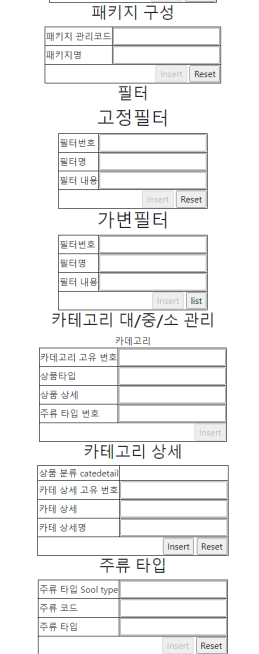 패키지 구성
패키지 관리코드
패키지명
Insert Reset
필터
고정필터
필터번호
필터명
필터 내용
Insert Reset
가변필터
필터번호
필터명
필터 내용
Insert list
카테고리 대/중/소 관리
카데고리
카데고리 고유 번호
상품타입
상품 상세
주류 타입 번호
Insert
카테고리 상세
상품 분류 catedetail
카테 상세 고유 번호
카테 상세
카테 상세명
Insert Reset
주류 타입
주류 타입 Sool type
주류 코드
주류 타입
Insert Reset